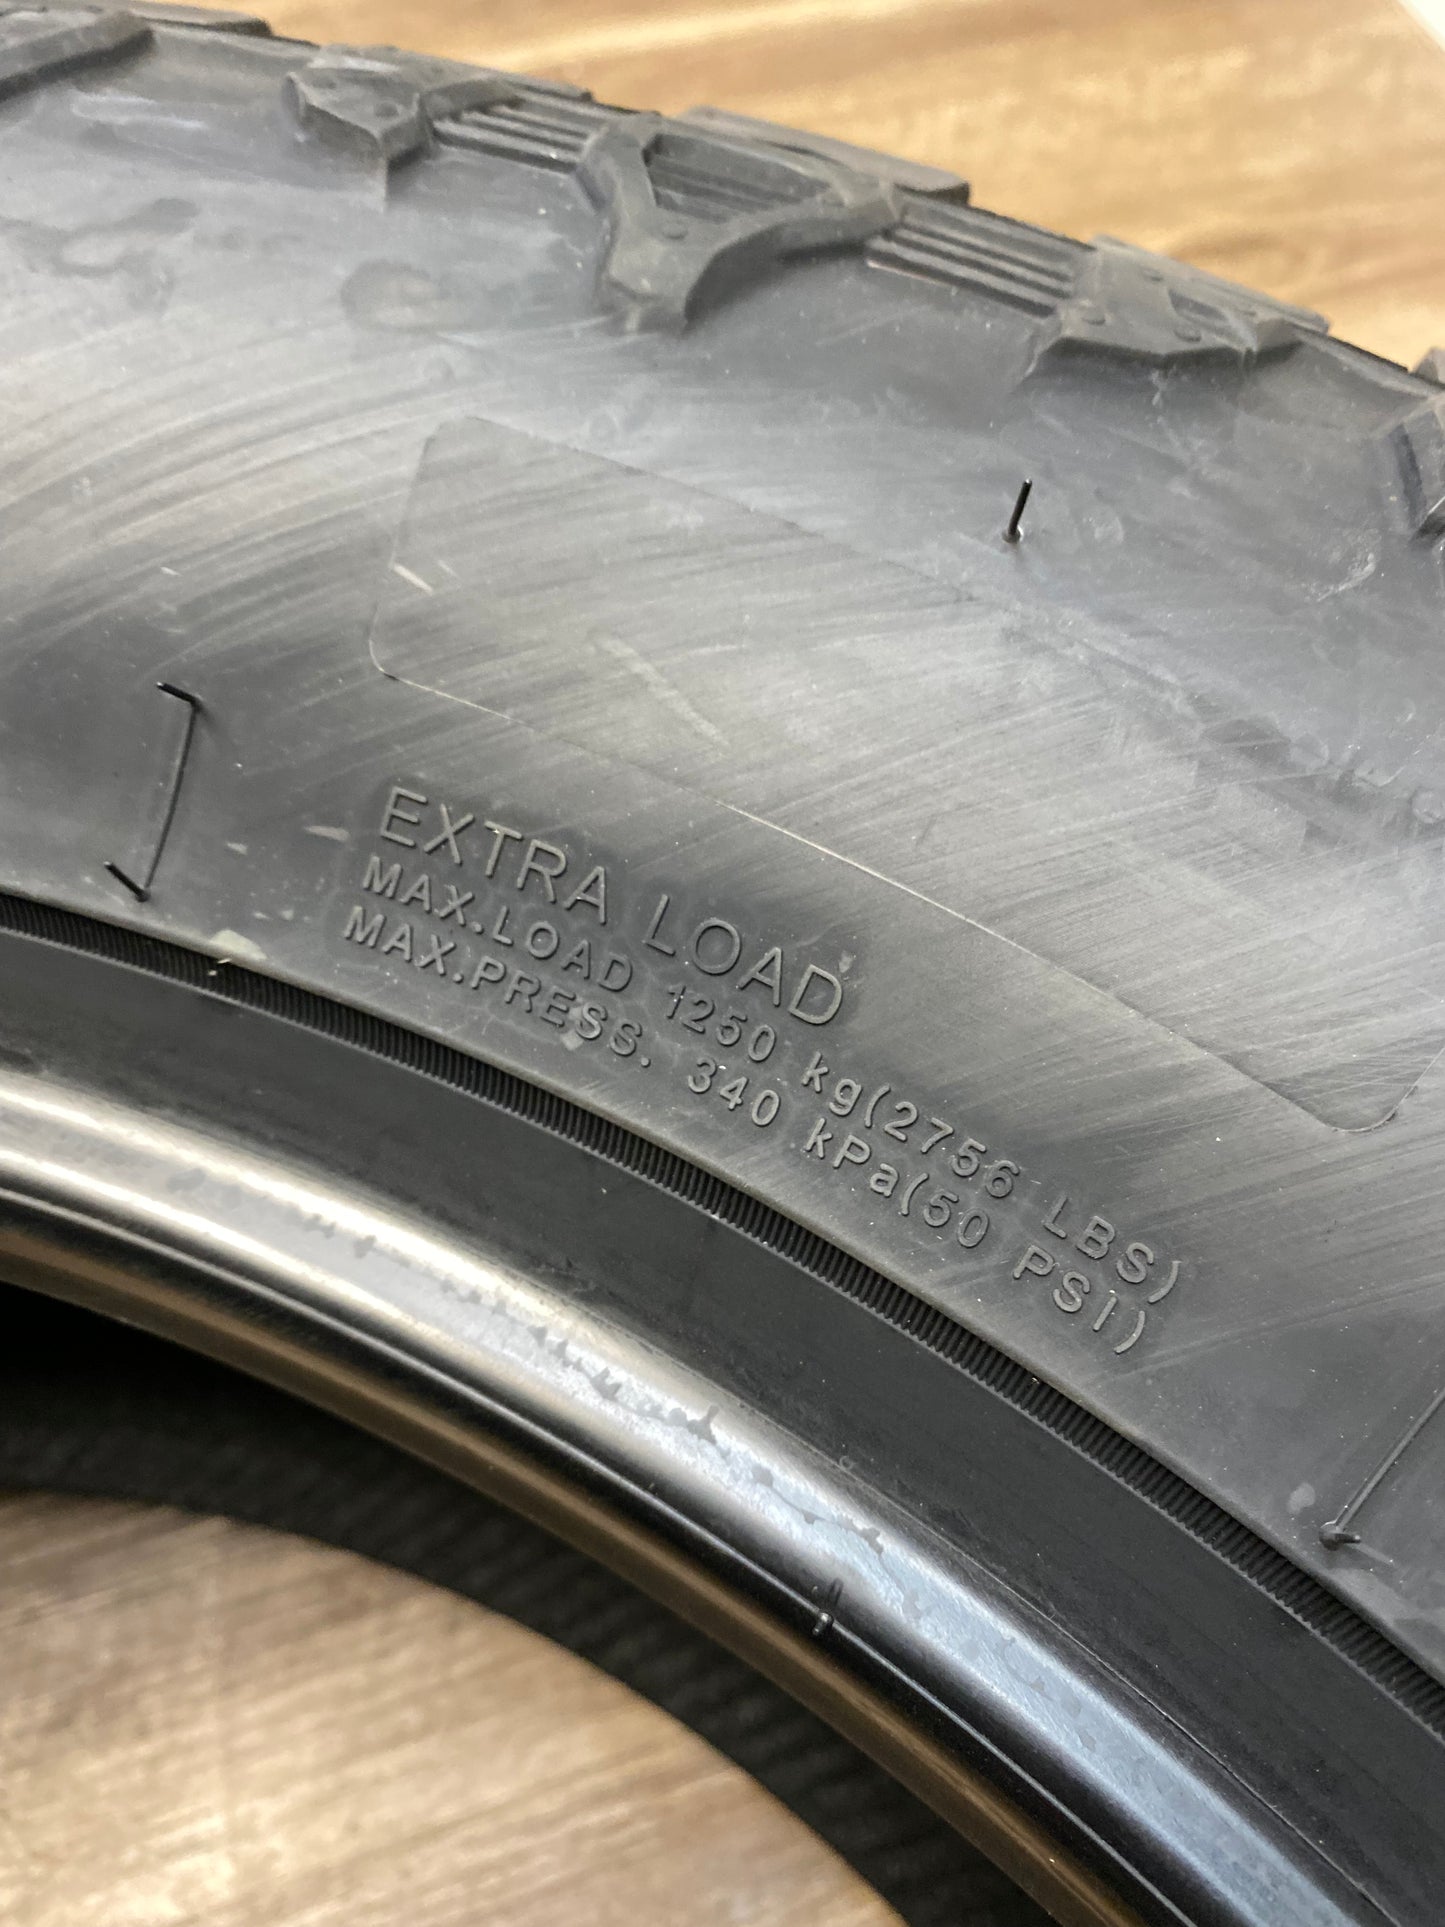 EXTRA LOAD
MAX.LOAD 1250 kg(2756 LBS)
MAX.PRESS. 340 kPa(50 PSI)